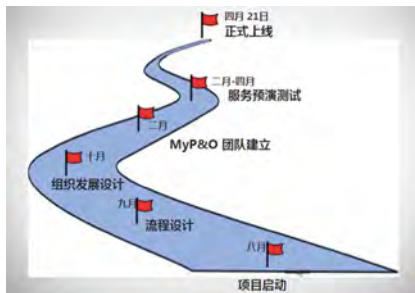 四月 21日
正式上线
二月-四月
服务预演测试
二月
MyP&O 团队建立
十月
组织发展设计
九月
流程设计
八月
项目启动